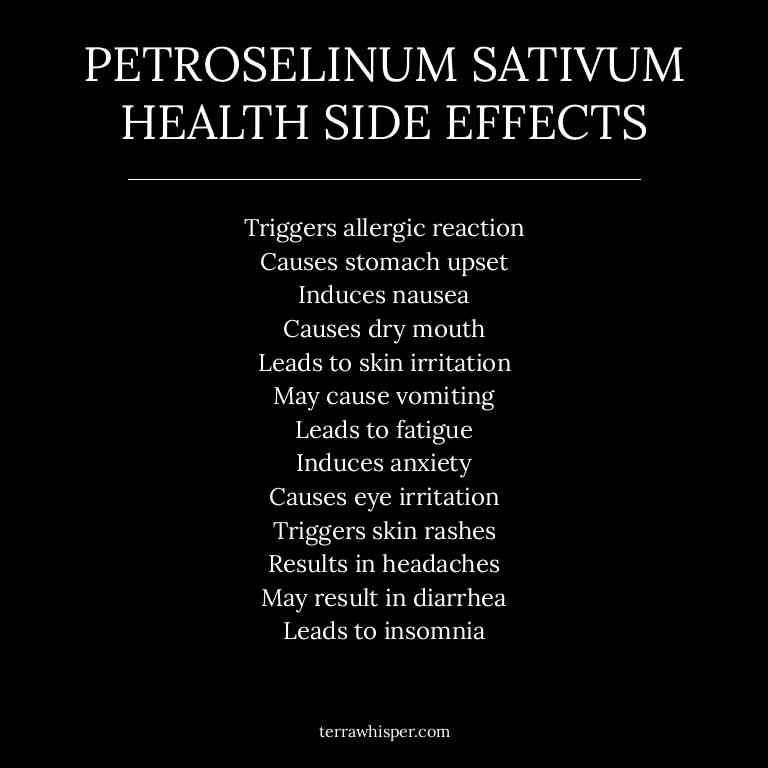 PETROSELINUM SATIVUM
HEALTH SIDE EFFECTS
Triggers allergic reaction
Causes stomach upset
Induces nausea
Causes dry mouth
Leads to skin irritation
May cause vomiting
Leads to fatigue
Induces anxiety
Causes eye irritation
Triggers skin rashes
Results in headaches
May result in diarrhea
Leads to insomnia
terrawhisper.com